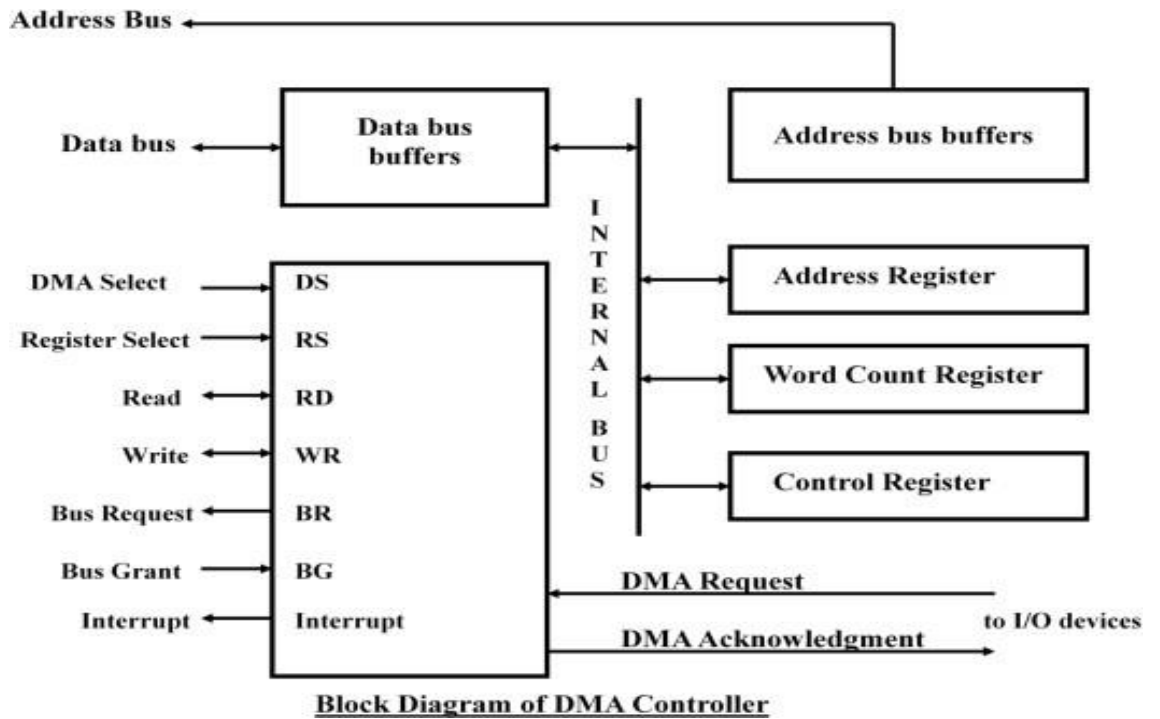 Address Bus
Data bus
Data bus
buffers
Address bus buffers
INTERNAL BUS
Address Register
Word Count Register
Control Register
DMA Select
DS
Register Select
RS
Read
RD
Write
WR
Bus Request
BR
Bus Grant
BG
Interrupt
Interrupt
DMA Request
to I/O devices
DMA Acknowledgment
Block Diagram of DMA Controller